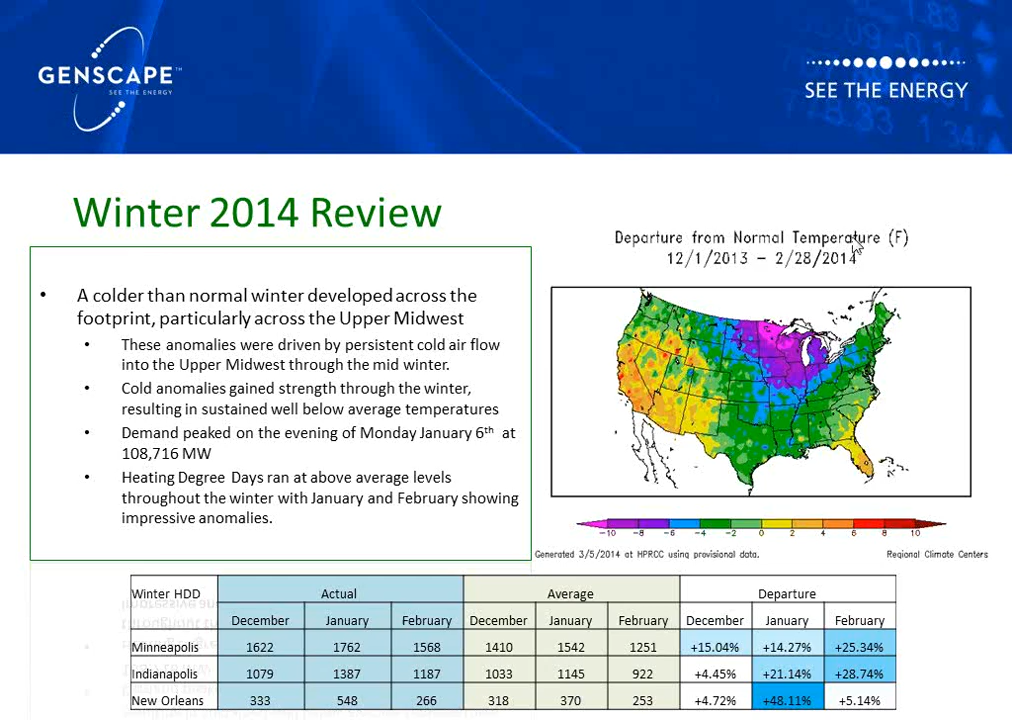 GENSCAPE™
SEE THE ENERGY
SEE THE ENERGY
Winter 2014 Review
• A colder than normal winter developed across the
footprint, particularly across the Upper Midwest
• These anomalies were driven by persistent cold air flow
into the Upper Midwest through the mid winter.
• Cold anomalies gained strength through the winter,
resulting in sustained well below average temperatures
• Demand peaked on the evening of Monday January 6th at
108,716 MW
• Heating Degree Days ran at above average levels
throughout the winter with January and February showing
impressive anomalies.
Departure from Normal Temperature (F)
12/1/2013 – 2/28/2014
-10 -8 -6 -4 -2 0 2 4 6 8 10
Generated 3/5/2014 at HPRCC using provisional data. Regional Climate Centers
Winter HDD Actual Average Departure
December January February December January February December January February
Minneapolis 1622 1762 1568 1410 1542 1251 +15.04% +14.27% +25.34%
Indianapolis 1079 1387 1187 1033 1145 922 +4.45% +21.14% +28.74%
New Orleans 333 548 266 318 370 253 +4.72% +48.11% +5.14%